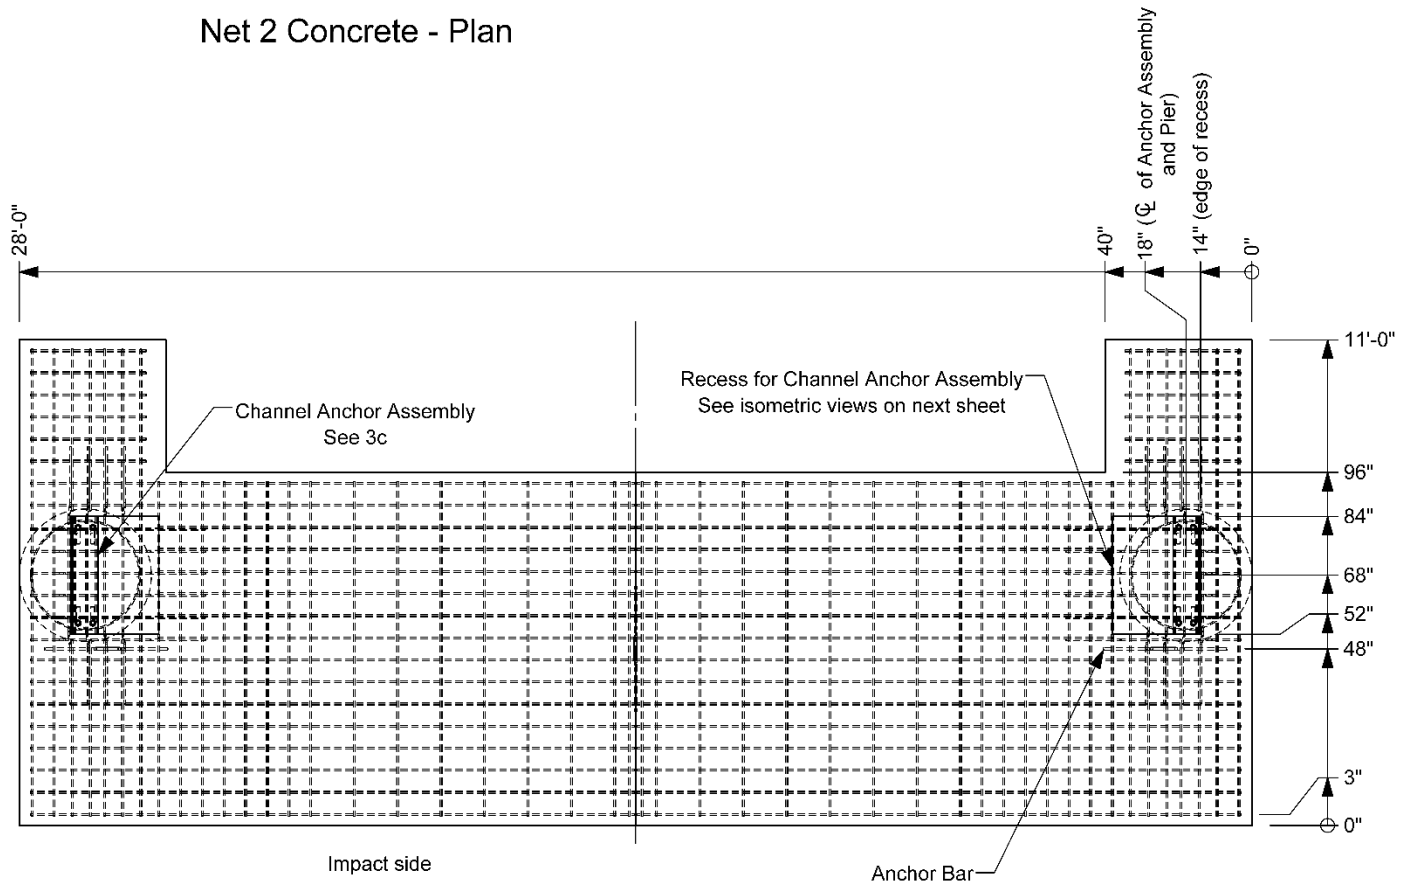 Net 2 Concrete - Plan
28'-0"
40"
18" (℄ of Anchor Assembly
and Pier)
14" (edge of recess)
0"
11'-0"
Recess for Channel Anchor Assembly
See isometric views on next sheet
Channel Anchor Assembly
See 3c
96"
84"
68"
52"
48"
3"
0"
Impact side
Anchor Bar